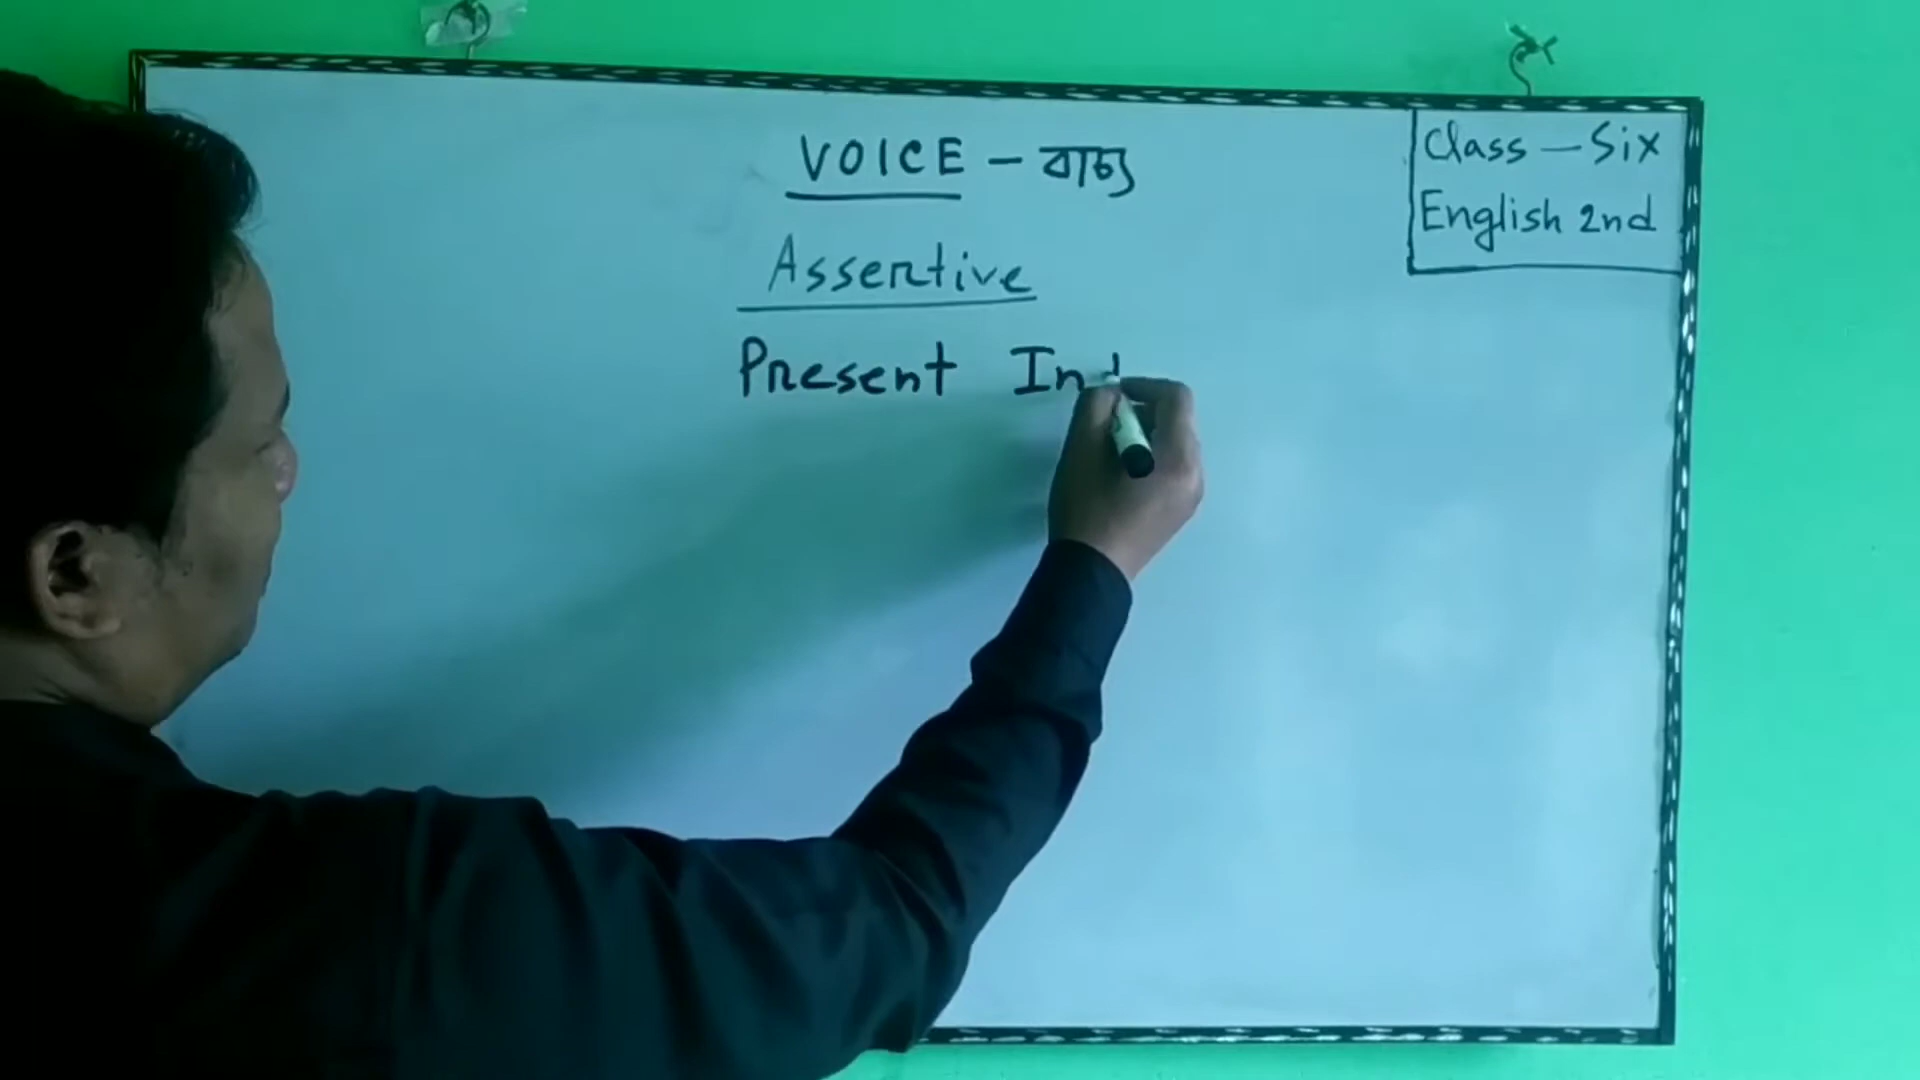 VOICE – বাচ্য
Assertive
Present Ind
Class – Six
English 2nd